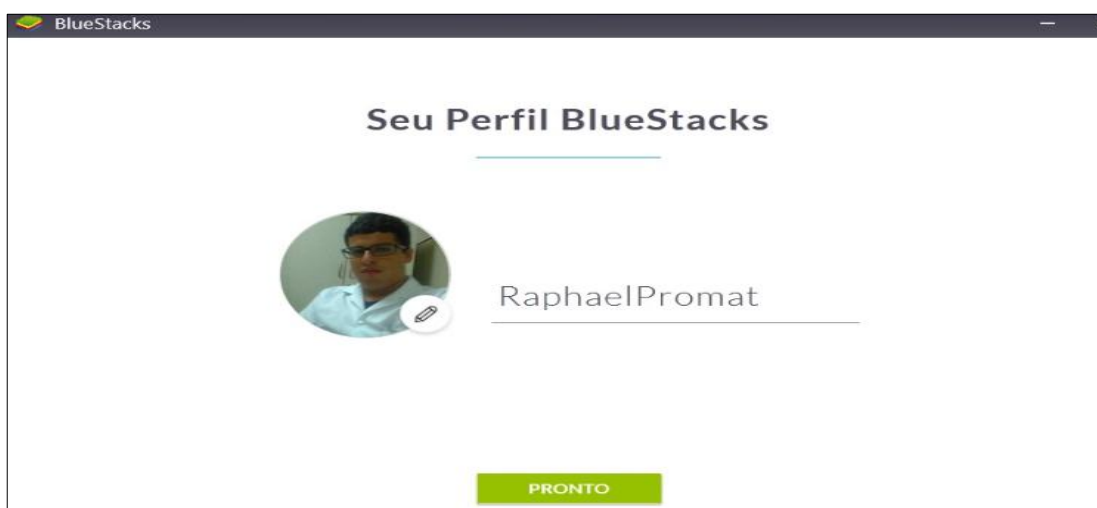 BlueStacks
Seu Perfil BlueStacks
RaphaelPromat
PRONTO